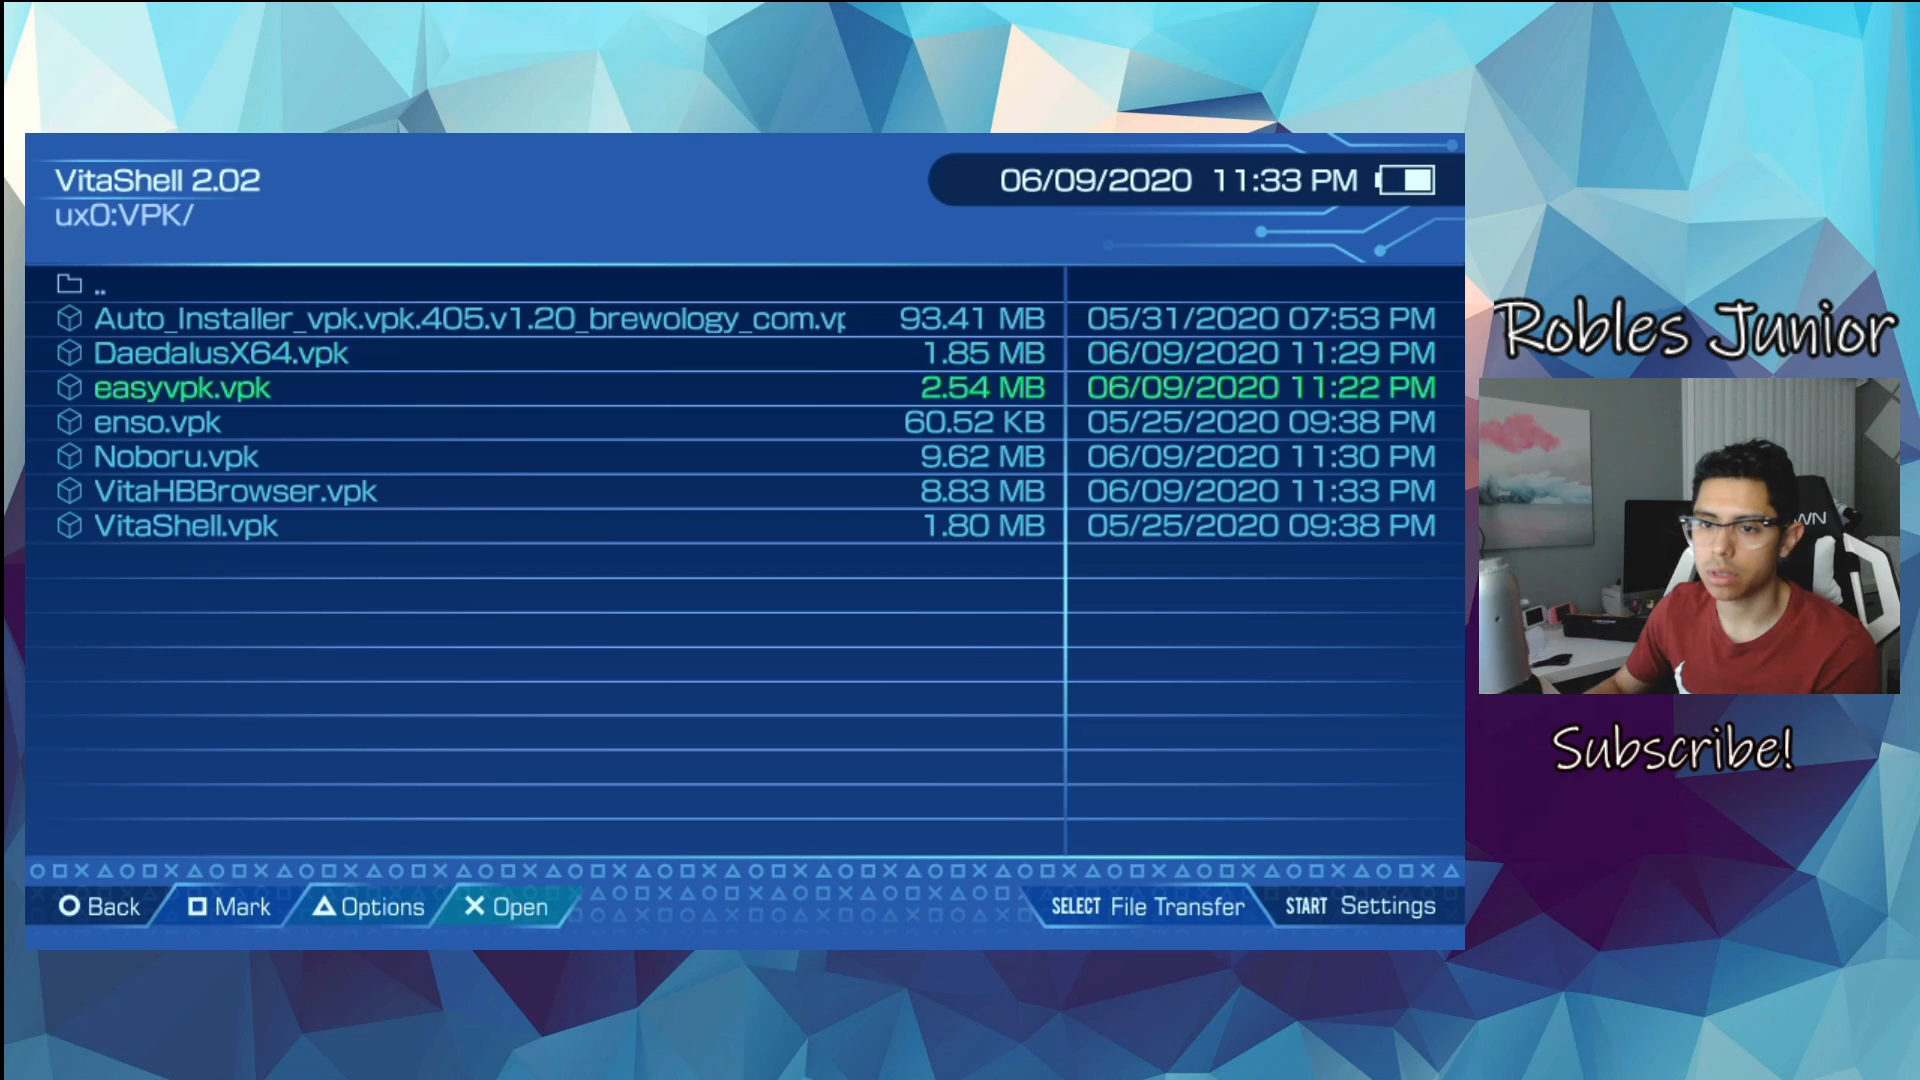 VitaShell 2.02
06/09/2020 11:33 PM
ux0:VPK/
..
Auto_Installer_vpk.vpk.405.v1.20_brewology_com.vp 93.41 MB 05/31/2020 07:53 PM
DaedalusX64.vpk 1.85 MB 06/09/2020 11:29 PM
easyvpk.vpk 2.54 MB 06/09/2020 11:22 PM
enso.vpk 60.52 KB 05/25/2020 09:38 PM
Noboru.vpk 9.62 MB 06/09/2020 11:30 PM
VitaHBBrowser.vpk 8.83 MB 06/09/2020 11:33 PM
VitaShell.vpk 1.80 MB 05/25/2020 09:38 PM
Back Mark Options Open SELECT File Transfer START Settings
Robles Junior
WN
Subscribe!